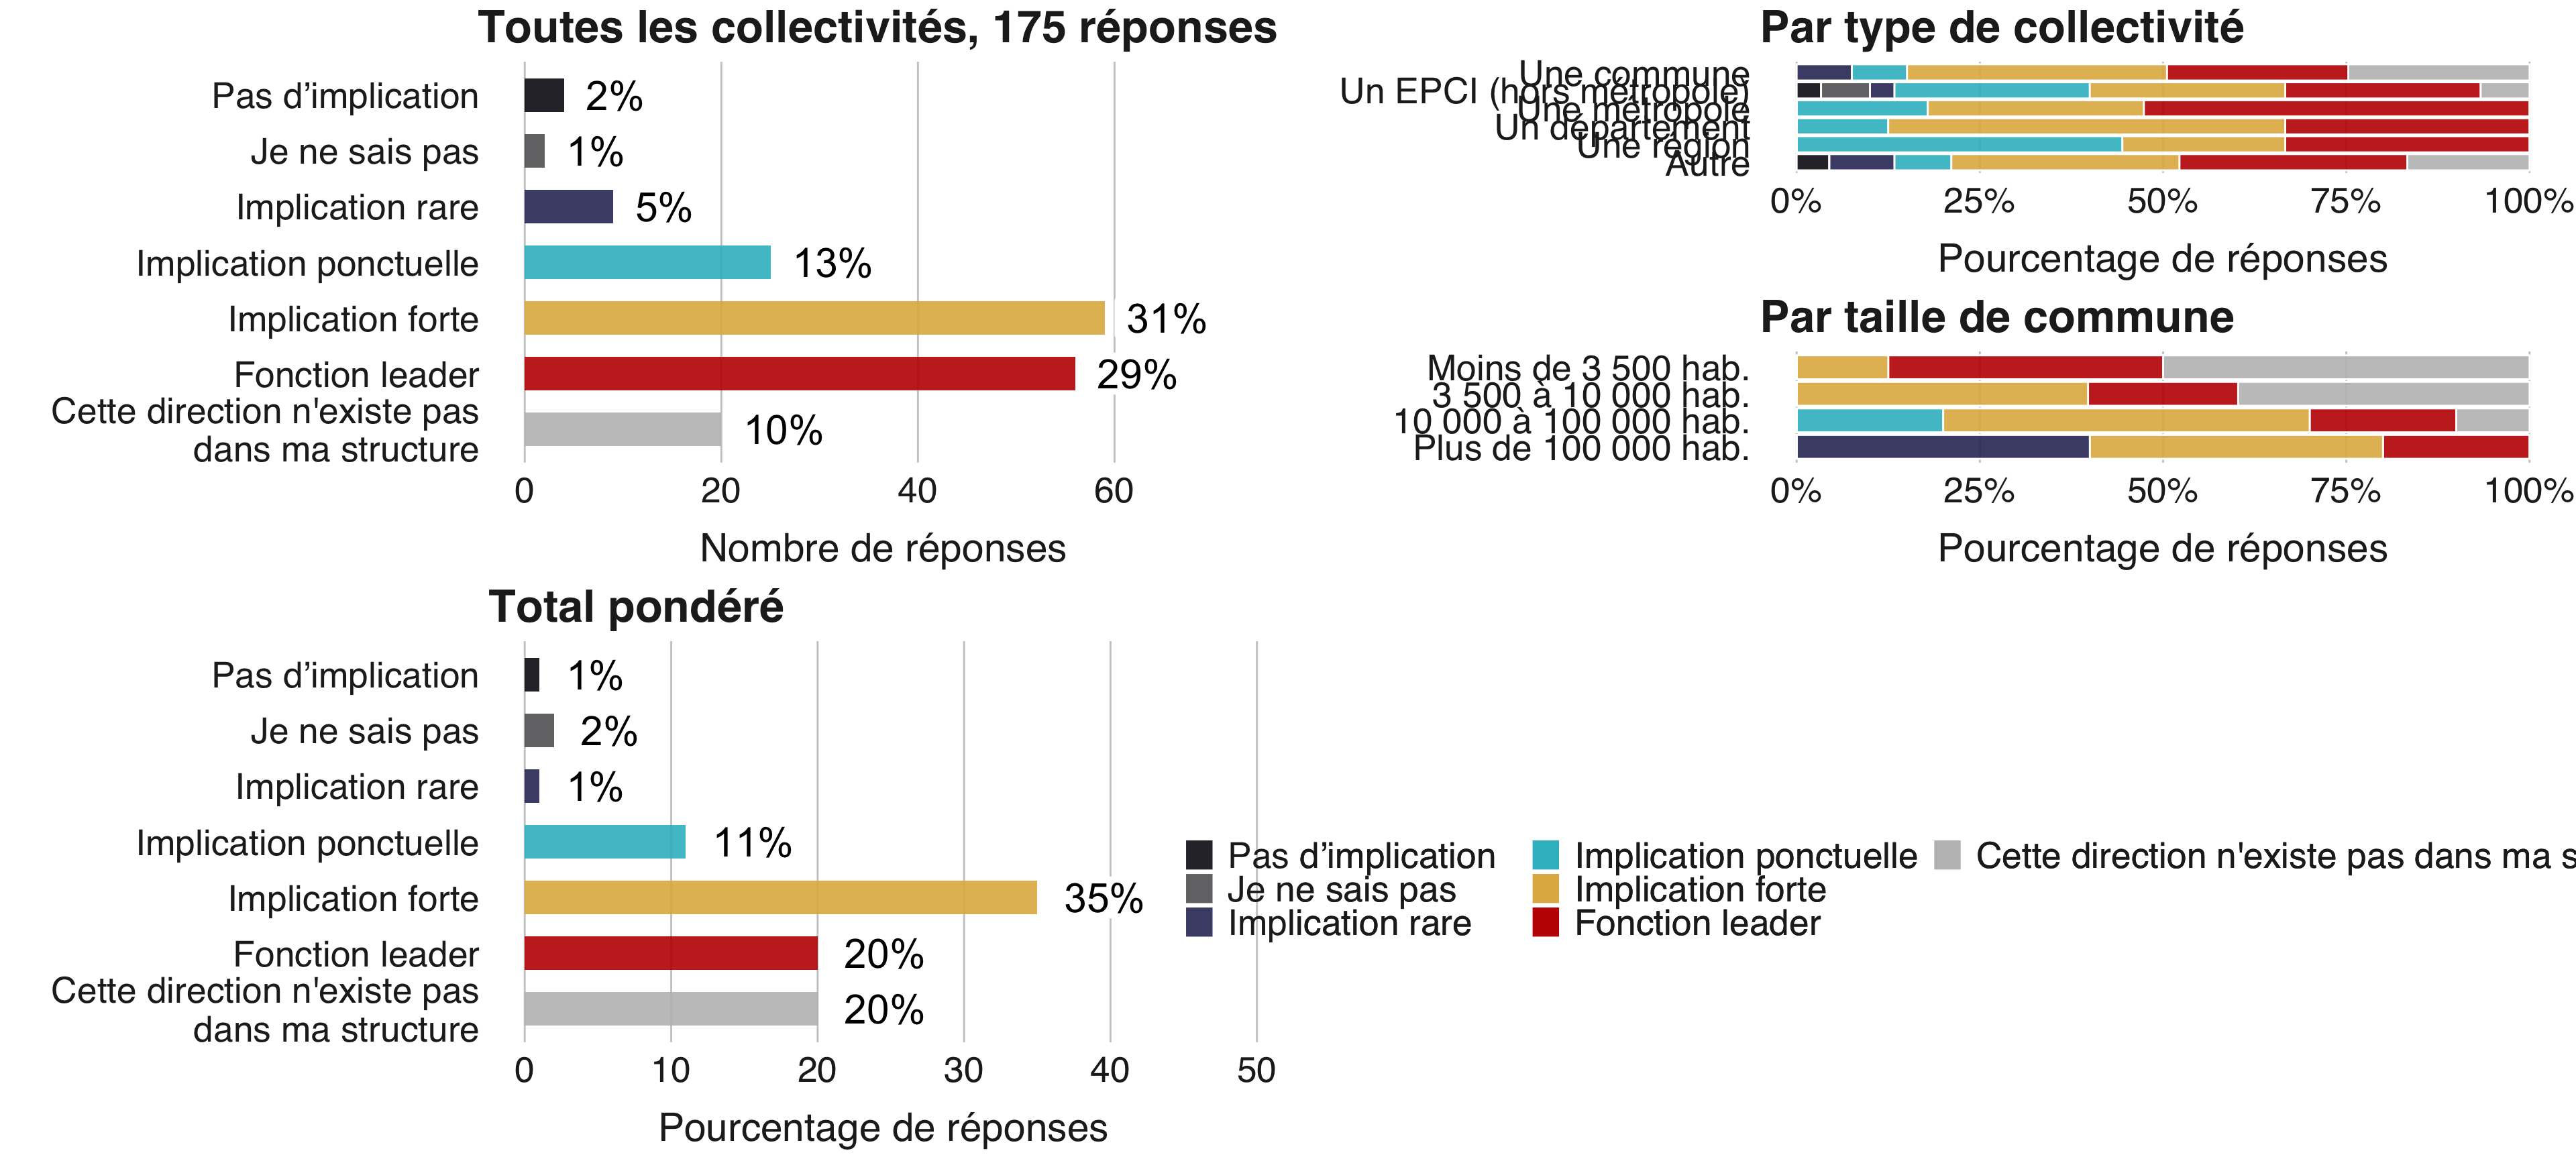 Toutes les collectivités, 175 réponses
Pas d’implication
2%
Je ne sais pas
1%
Implication rare
5%
Implication ponctuelle
13%
Implication forte
31%
Fonction leader
29%
Cette direction n'existe pas
dans ma structure
10%
0 20 40 60
Nombre de réponses
Par type de collectivité
Une commune
Un EPCI (hors métropole)
Une métropole
Un département
Une région
Autre
0% 25% 50% 75% 100%
Pourcentage de réponses
Par taille de commune
Moins de 3 500 hab.
3 500 à 10 000 hab.
10 000 à 100 000 hab.
Plus de 100 000 hab.
0% 25% 50% 75% 100%
Pourcentage de réponses
Total pondéré
Pas d’implication
1%
Je ne sais pas
2%
Implication rare
1%
Implication ponctuelle
11%
Implication forte
35%
Fonction leader
20%
Cette direction n'existe pas
dans ma structure
20%
0 10 20 30 40 50
Pourcentage de réponses
Pas d’implication
Je ne sais pas
Implication rare
Implication ponctuelle
Implication forte
Fonction leader
Cette direction n'existe pas dans ma s